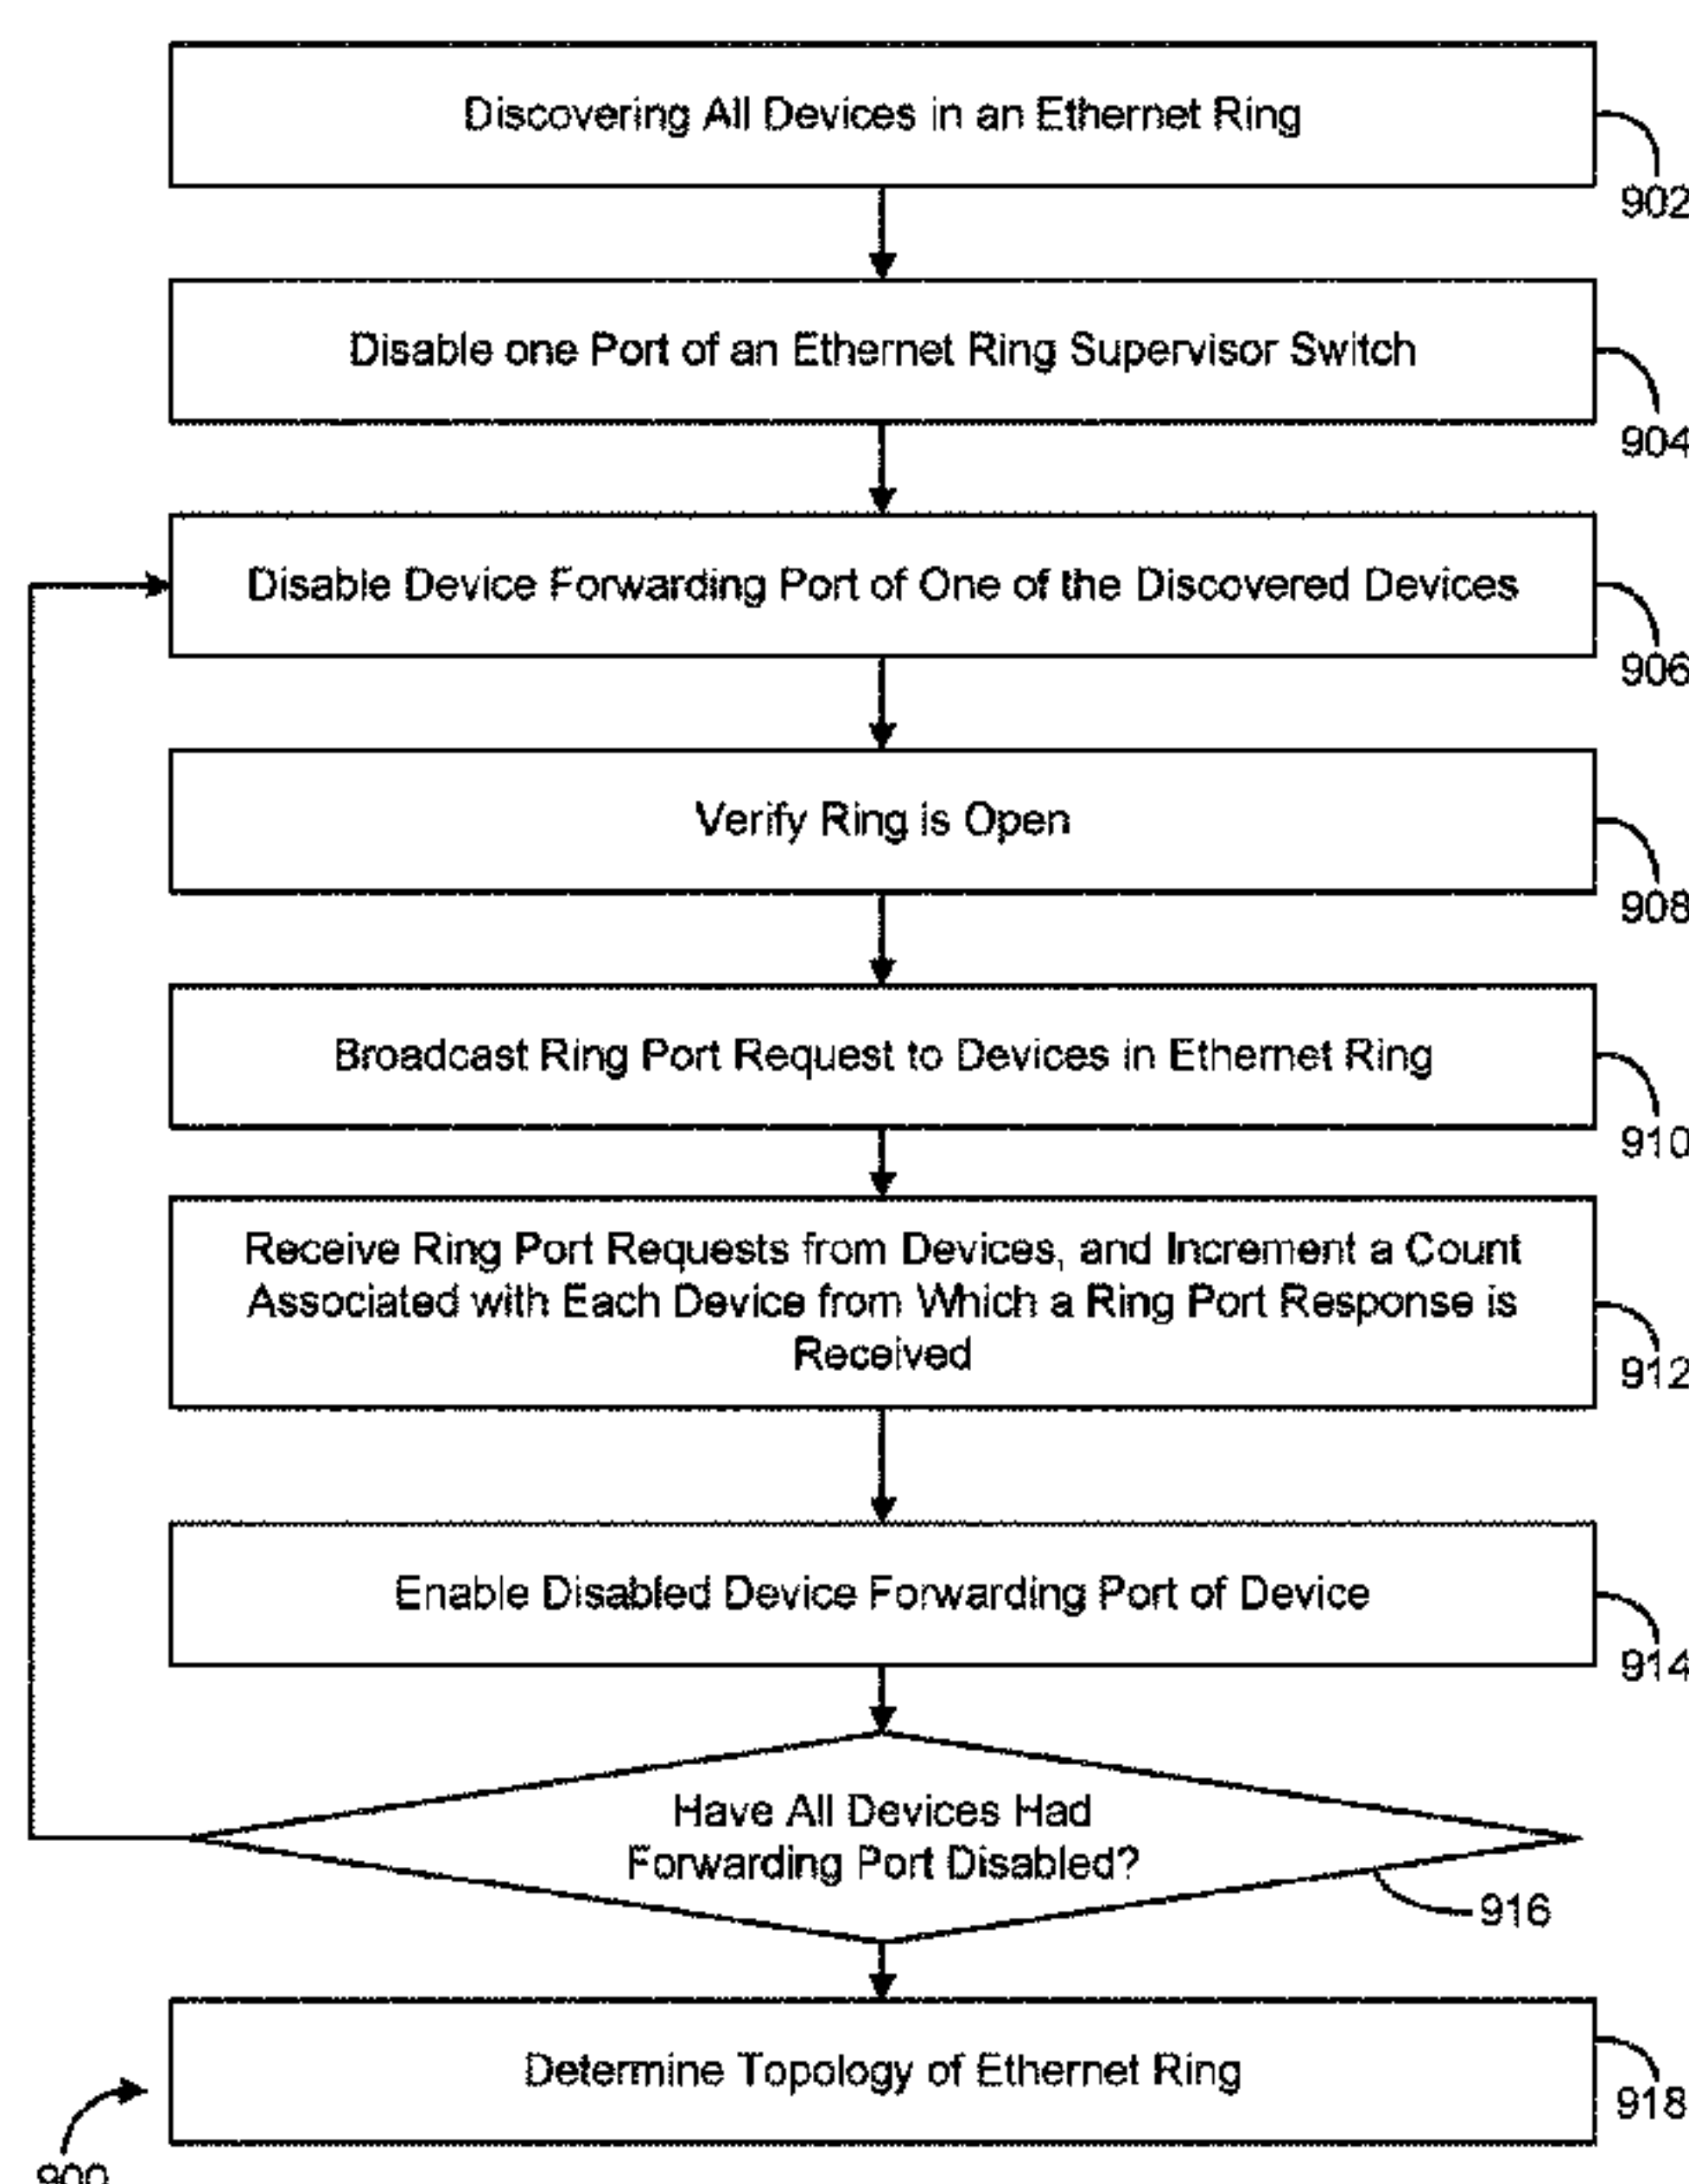 Discovering All Devices in an Ethernet Ring
902
Disable one Port of an Ethernet Ring Supervisor Switch
904
Disable Device Forwarding Port of One of the Discovered Devices
906
Verify Ring is Open
908
Broadcast Ring Port Request to Devices in Ethernet Ring
910
Receive Ring Port Requests from Devices, and Increment a Count
Associated with Each Device from Which a Ring Port Response is
Received
912
Enable Disabled Device Forwarding Port of Device
914
Have All Devices Had
Forwarding Port Disabled?
916
Determine Topology of Ethernet Ring
918
900